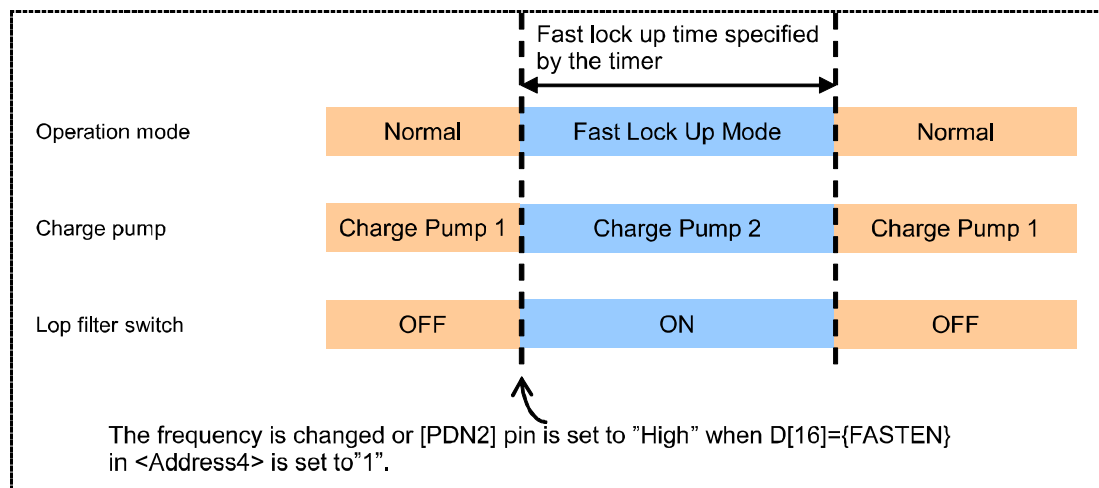 Fast lock up time specified
by the timer
Operation mode
Normal
Fast Lock Up Mode
Normal
Charge pump
Charge Pump 1
Charge Pump 2
Charge Pump 1
Lop filter switch
OFF
ON
OFF
The frequency is changed or [PDN2] pin is set to ”High” when D[16]={FASTEN}
in <Address4> is set to”1”.